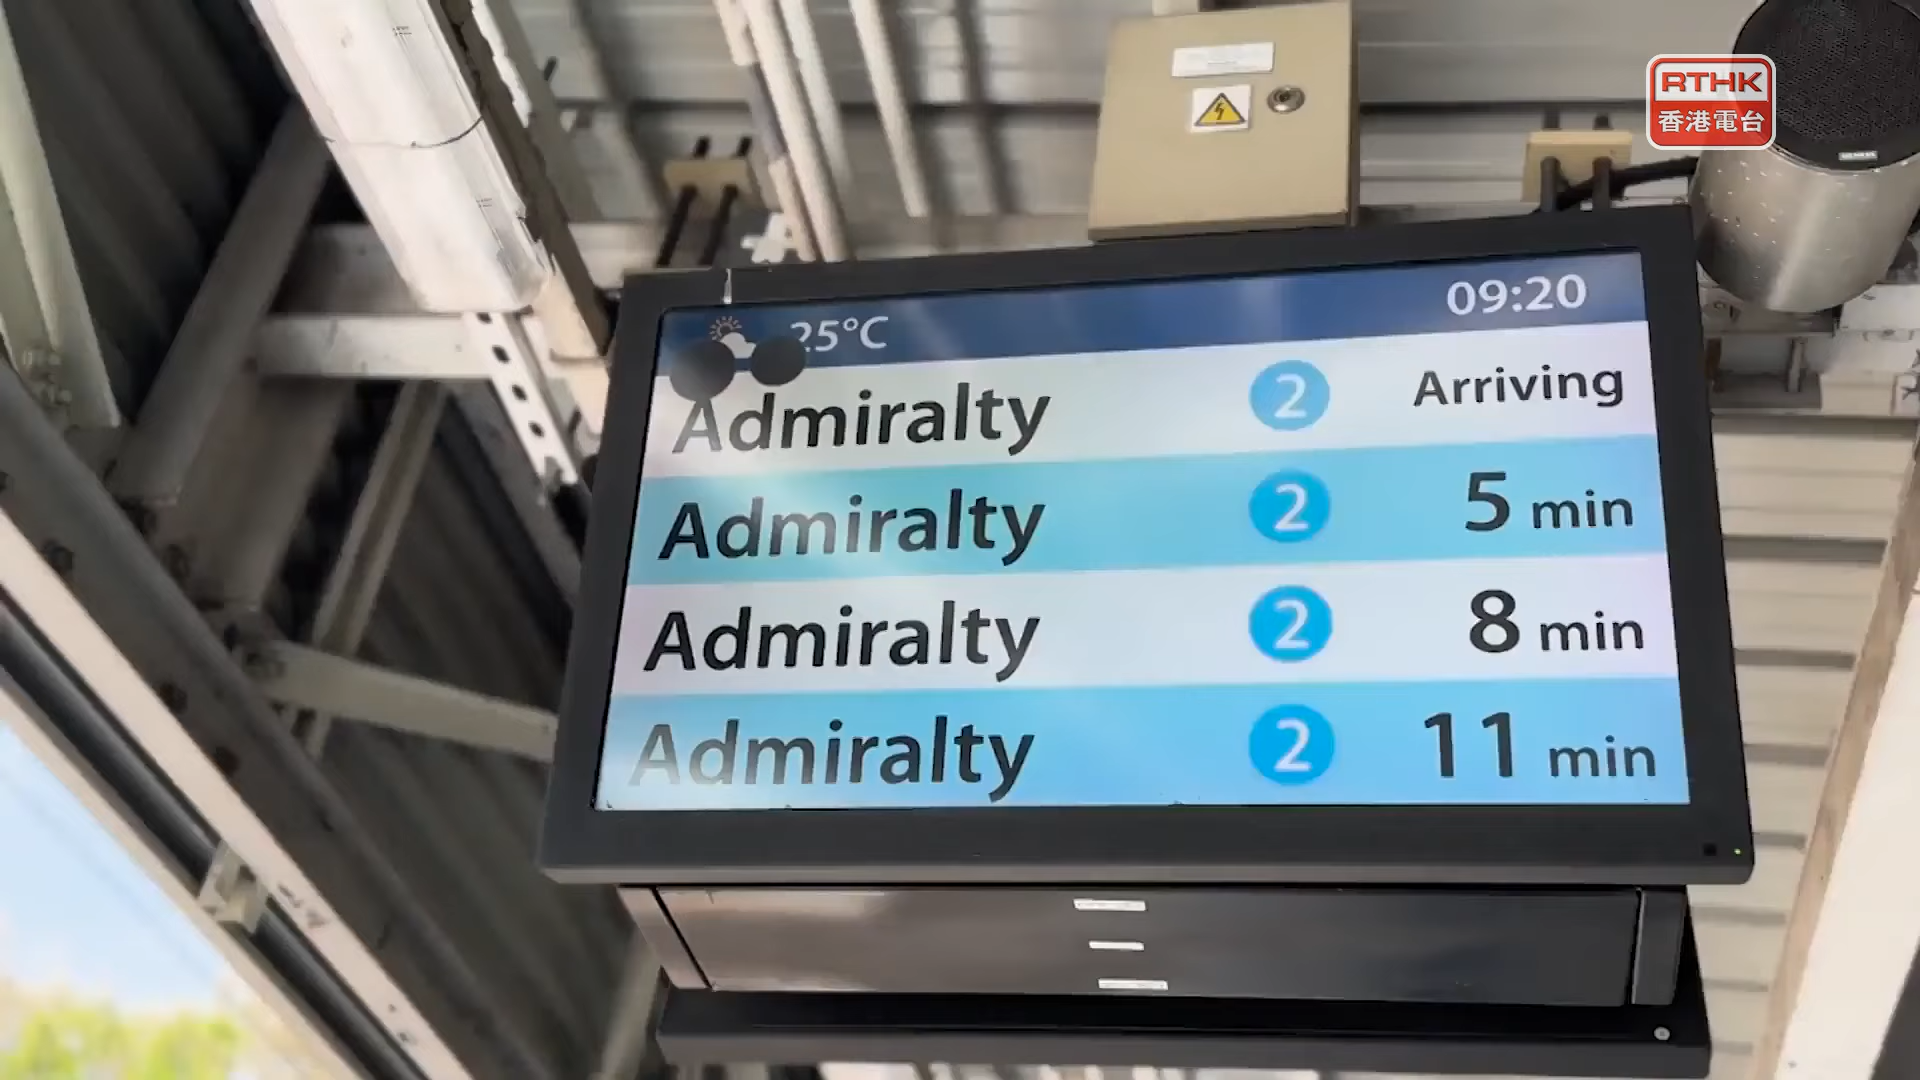 RTHK
香港電台
25°C 09:20
Admiralty 2 Arriving
Admiralty 2 5 min
Admiralty 2 8 min
Admiralty 2 11 min